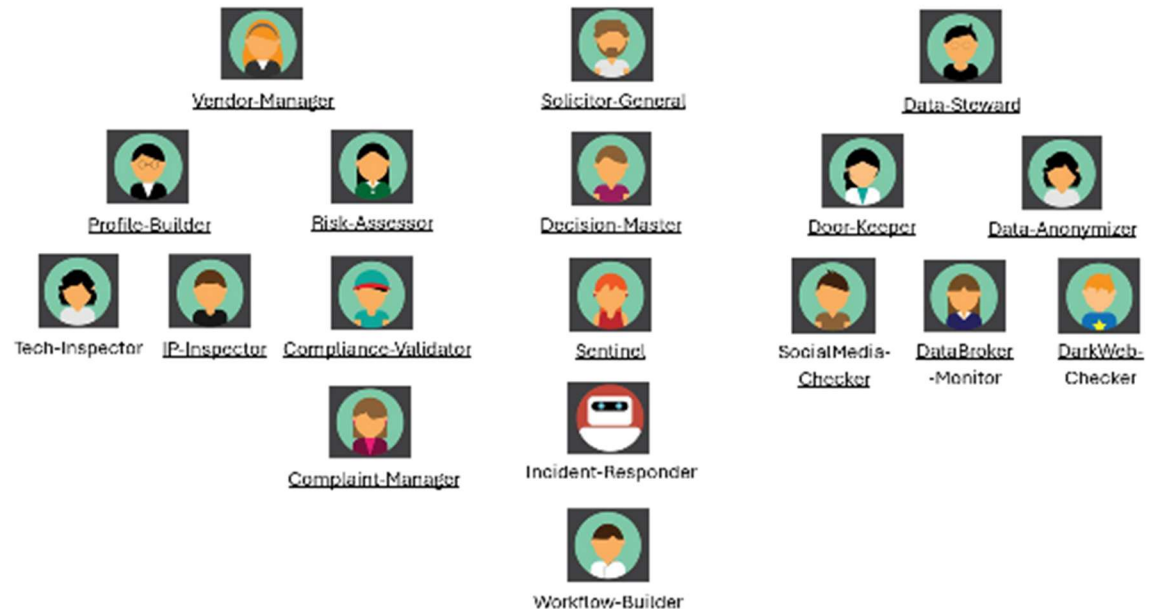 Vendor-Manager
Solicitor-General
Data-Steward
Profile-Builder
Risk-Assessor
Decision-Master
Door-Keeper
Data-Anonymizer
Tech-Inspector
IP-Inspector
Compliance-Validator
Sentinel
SocialMedia-
Checker
DataBroker
-Monitor
DarkWeb-
Checker
Complaint-Manager
Incident-Responder
Workflow-Builder